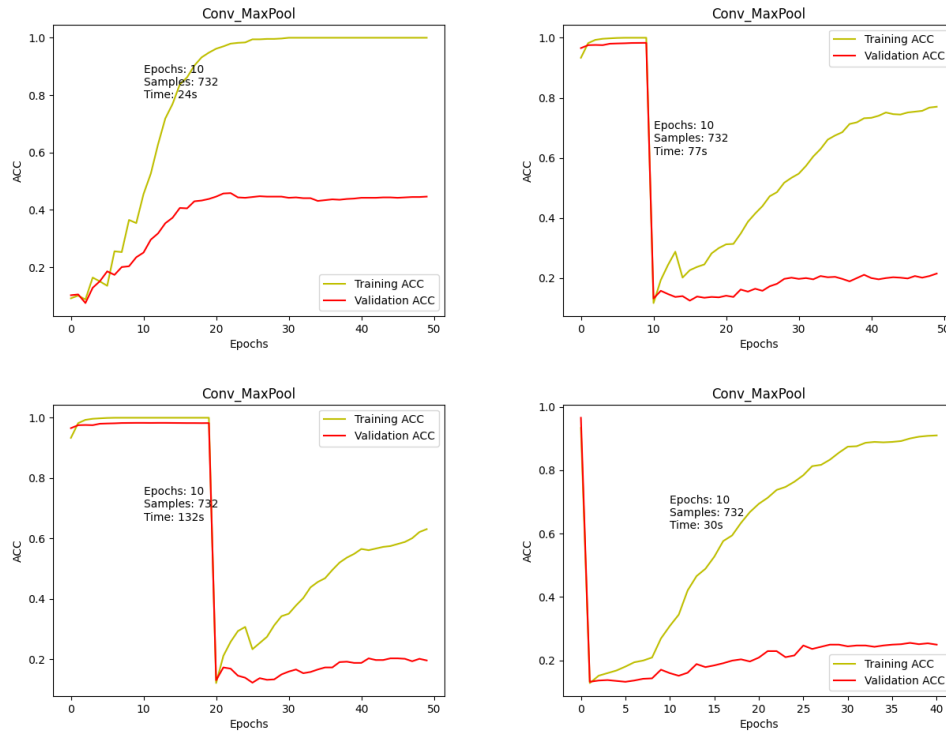 Conv_MaxPool
1.0
0.8
0.6
0.4
0.2
ACC
Epochs: 10
Samples: 732
Time: 24s
Training ACC
Validation ACC
0 10 20 30 40 50
Epochs
Conv_MaxPool
1.0
0.8
0.6
0.4
0.2
ACC
Training ACC
Validation ACC
Epochs: 10
Samples: 732
Time: 77s
0 10 20 30 40 50
Epochs
Conv_MaxPool
1.0
0.8
0.6
0.4
0.2
ACC
Training ACC
Validation ACC
Epochs: 10
Samples: 732
Time: 132s
0 10 20 30 40 50
Epochs
Conv_MaxPool
1.0
0.8
0.6
0.4
0.2
ACC
Epochs: 10
Samples: 732
Time: 30s
Training ACC
Validation ACC
0 5 10 15 20 25 30 35 40
Epochs